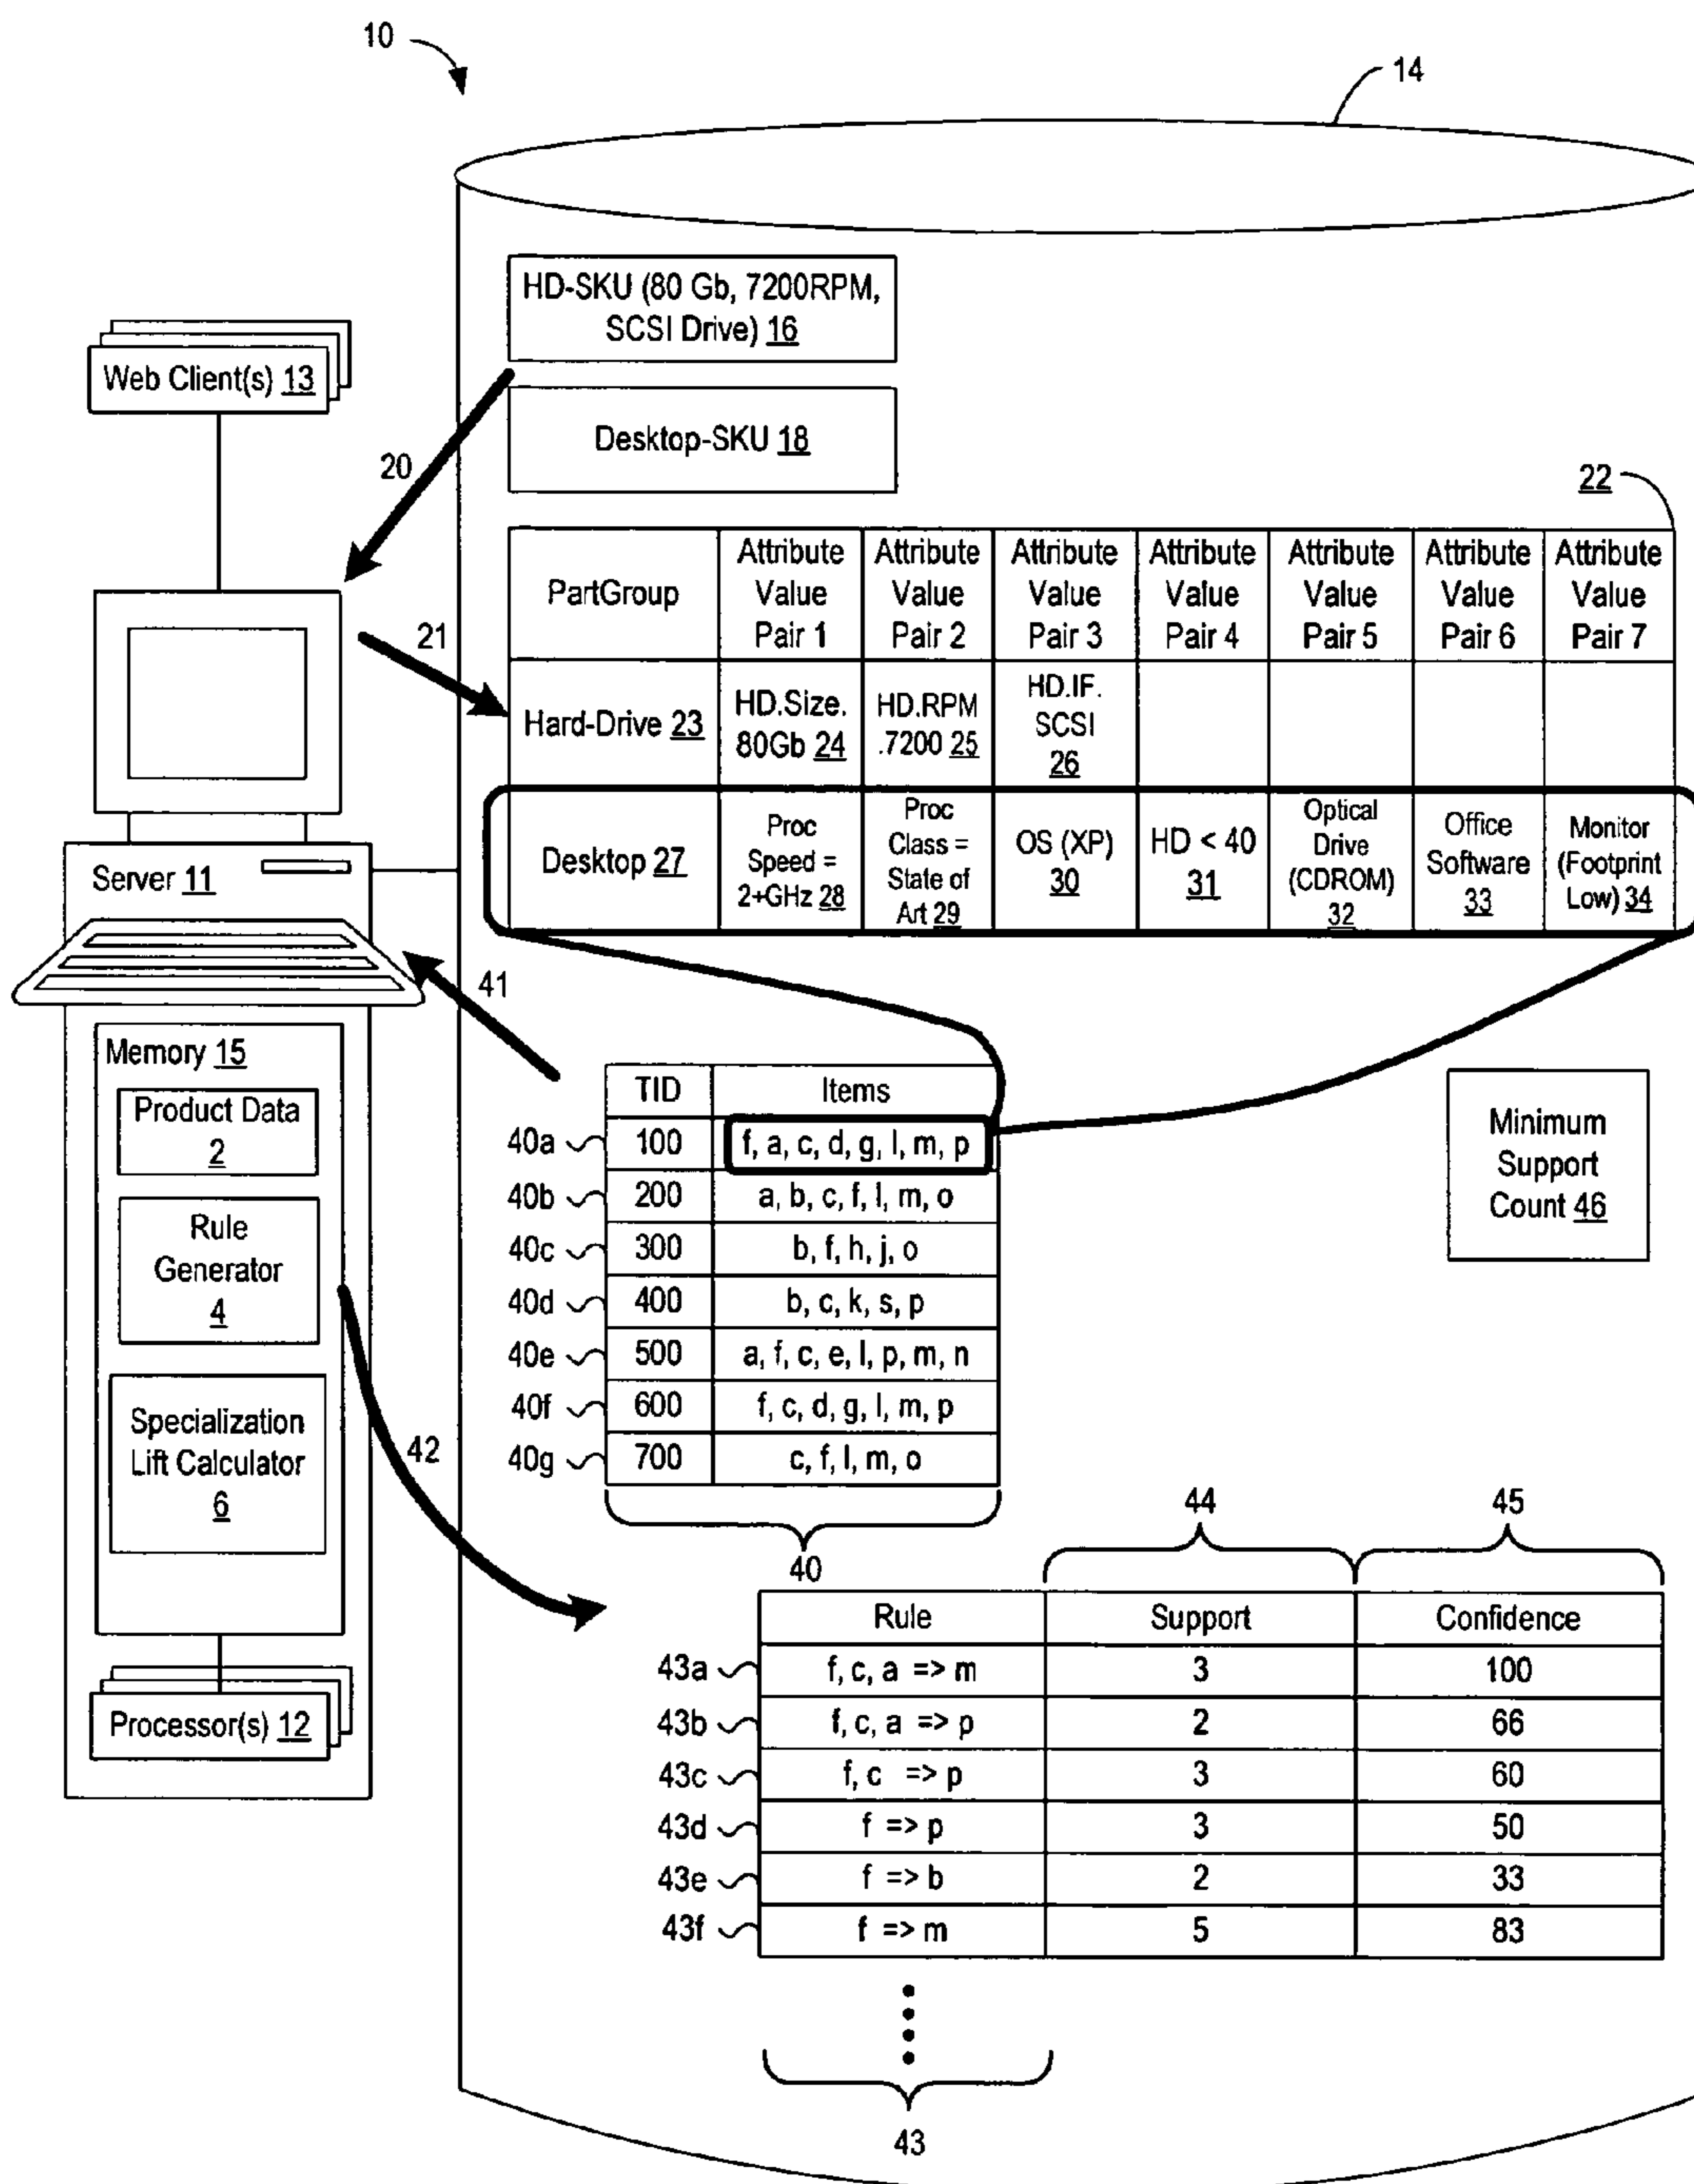 10
14
HD-SKU (80 Gb, 7200RPM,
SCSI Drive) 16
Web Client(s) 13
Desktop-SKU 18
20
22
PartGroup
Attribute Value Pair 1
Attribute Value Pair 2
Attribute Value Pair 3
Attribute Value Pair 4
Attribute Value Pair 5
Attribute Value Pair 6
Attribute Value Pair 7
21
Hard-Drive 23
HD.Size.
80Gb 24
HD.RPM
.7200 25
HD.IF.
SCSI
26
Desktop 27
Proc
Speed =
2+GHz 28
Proc
Class =
State of
Art 29
OS (XP)
30
HD < 40
31
Optical
Drive
(CDROM)
32
Office
Software
33
Monitor
(Footprint
Low) 34
Server 11
41
Memory 15
Product Data
2
Rule
Generator
4
Specialization
Lift Calculator
6
42
Processor(s) 12
TID Items
40a 100 f, a, c, d, g, l, m, p
40b 200 a, b, c, f, l, m, o
40c 300 b, f, h, j, o
40d 400 b, c, k, s, p
40e 500 a, f, c, e, l, p, m, n
40f 600 f, c, d, g, l, m, p
40g 700 c, f, l, m, o
40
Minimum
Support
Count 46
44
45
Rule Support Confidence
43a f, c, a => m 3 100
43b f, c, a => p 2 66
43c f, c => p 3 60
43d f => p 3 50
43e f => b 2 33
43f f => m 5 83
43